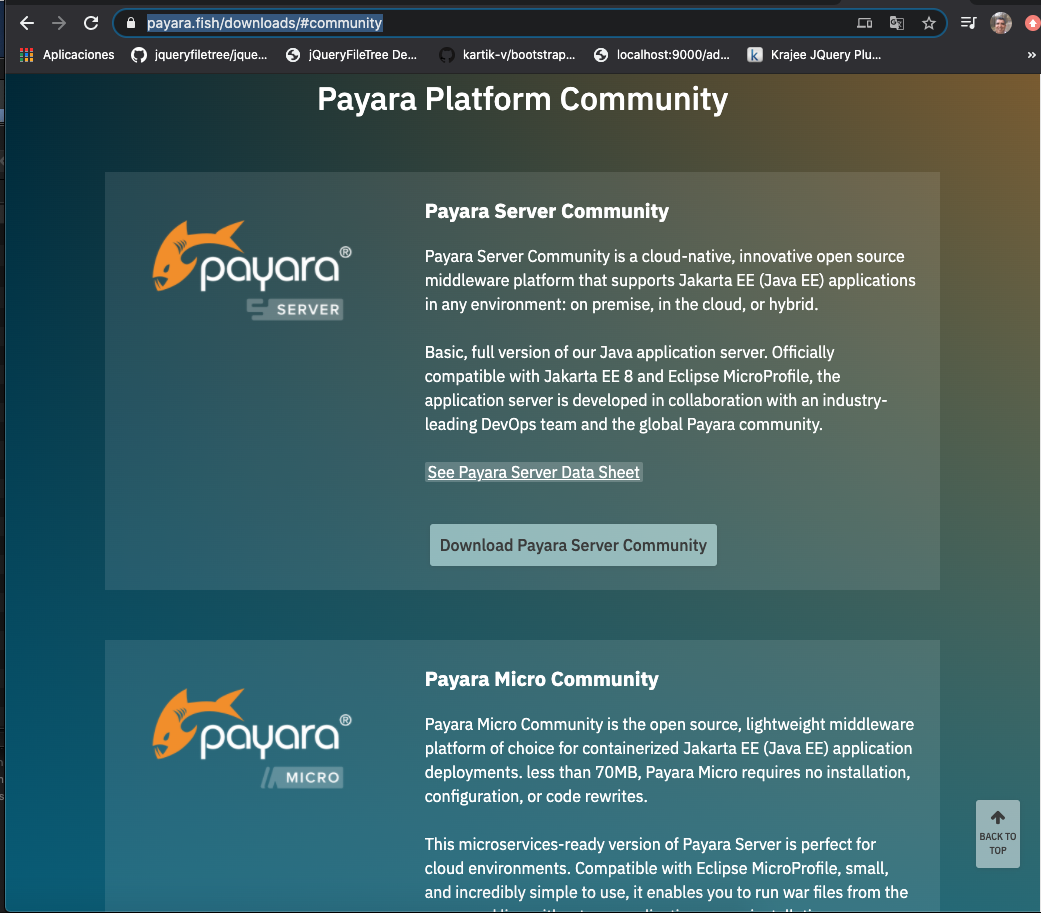 payara.fish/downloads/#community
Aplicaciones
jqueryfiletree/jque...
jQueryFileTree De...
kartik-v/bootstrap...
localhost:9000/ad...
k
Krajee JQuery Plu...
»
Payara Platform Community
payara®
SERVER
Payara Server Community
Payara Server Community is a cloud-native, innovative open source
middleware platform that supports Jakarta EE (Java EE) applications
in any environment: on premise, in the cloud, or hybrid.
Basic, full version of our Java application server. Officially
compatible with Jakarta EE 8 and Eclipse MicroProfile, the
application server is developed in collaboration with an industry-
leading DevOps team and the global Payara community.
See Payara Server Data Sheet
Download Payara Server Community
payara®
MICRO
Payara Micro Community
Payara Micro Community is the open source, lightweight middleware
platform of choice for containerized Jakarta EE (Java EE) application
deployments. less than 70MB, Payara Micro requires no installation,
configuration, or code rewrites.
This microservices-ready version of Payara Server is perfect for
cloud environments. Compatible with Eclipse MicroProfile, small,
and incredibly simple to use, it enables you to run war files from the
BACK TO
TOP